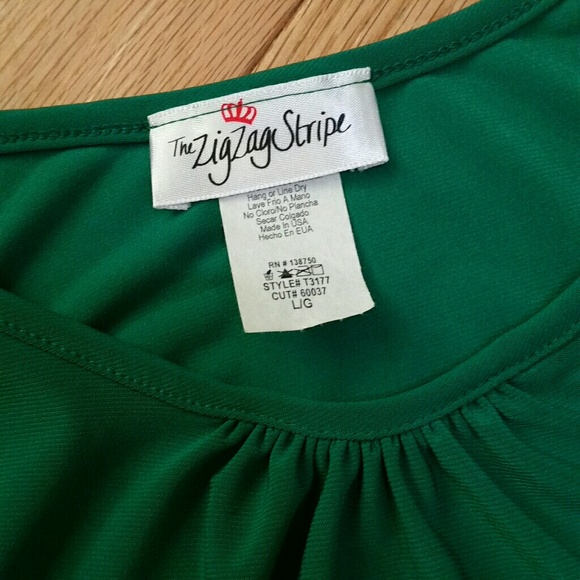 The ZigZag Stripe
Hang or Line Dry
Lave Frio A Mano
No Cloro/No Plancha
Secar Colgado
Made In USA
Hecho En EUA
RN # 138750
STYLE# T3177
CUT# 60037
L/G